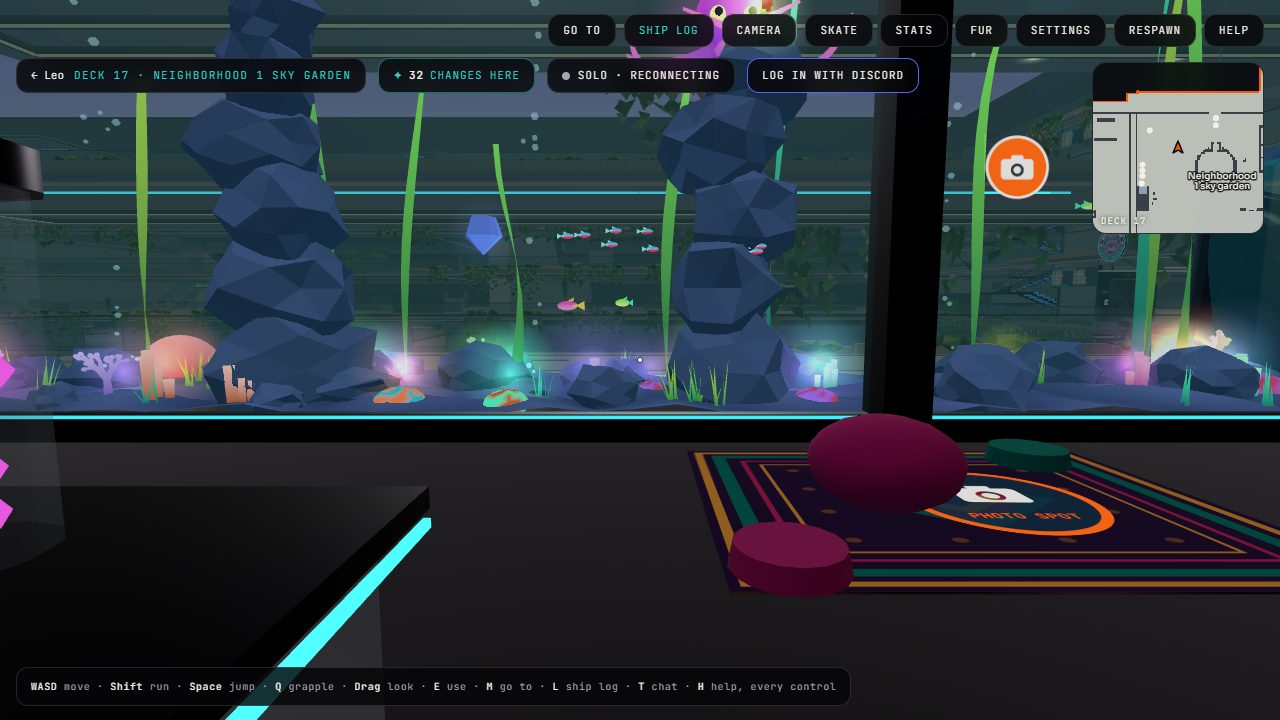 GO TO
SHIP LOG
CAMERA
SKATE
STATS
FUR
SETTINGS
RESPAWN
HELP
← Leo DECK 17 · NEIGHBORHOOD 1 SKY GARDEN
✦ 32 CHANGES HERE
● SOLO · RECONNECTING
LOG IN WITH DISCORD
Neighborhood
1 sky garden
DECK 17
PHOTO SPOT
WASD move · Shift run · Space jump · Q grapple · Drag look · E use · M go to · L ship log · T chat · H help, every control